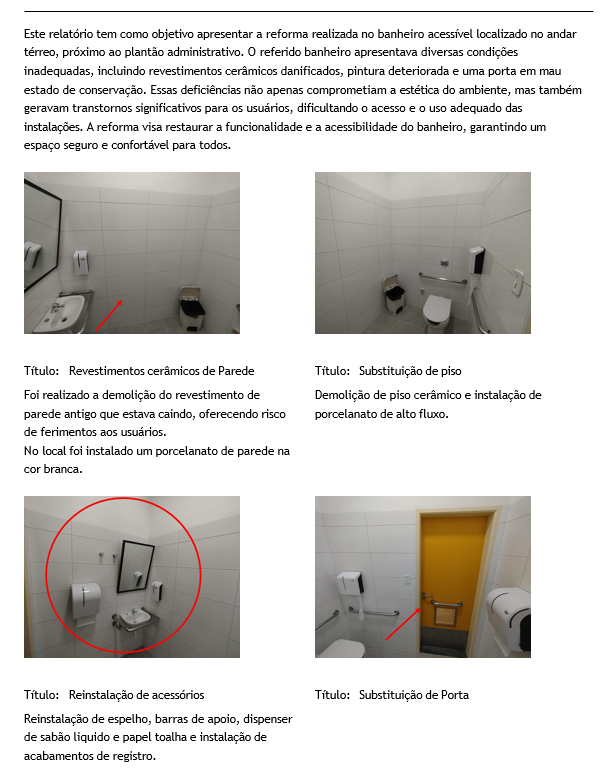 Este relatório tem como objetivo apresentar a reforma realizada no banheiro acessível localizado no andar
térreo, próximo ao plantão administrativo. O referido banheiro apresentava diversas condições
inadequadas, incluindo revestimentos cerâmicos danificados, pintura deteriorada e uma porta em mau
estado de conservação. Essas deficiências não apenas comprometiam a estética do ambiente, mas também
geravam transtornos significativos para os usuários, dificultando o acesso e o uso adequado das
instalações. A reforma visa restaurar a funcionalidade e a acessibilidade do banheiro, garantindo um
espaço seguro e confortável para todos.
Título: Revestimentos cerâmicos de Parede
Foi realizado a demolição do revestimento de
parede antigo que estava caindo, oferecendo risco
de ferimentos aos usuários.
No local foi instalado um porcelanato de parede na
cor branca.
Título: Substituição de piso
Demolição de piso cerâmico e instalação de
porcelanato de alto fluxo.
Título: Reinstalação de acessórios
Reinstalação de espelho, barras de apoio, dispenser
de sabão liquido e papel toalha e instalação de
acabamentos de registro.
Título: Substituição de Porta